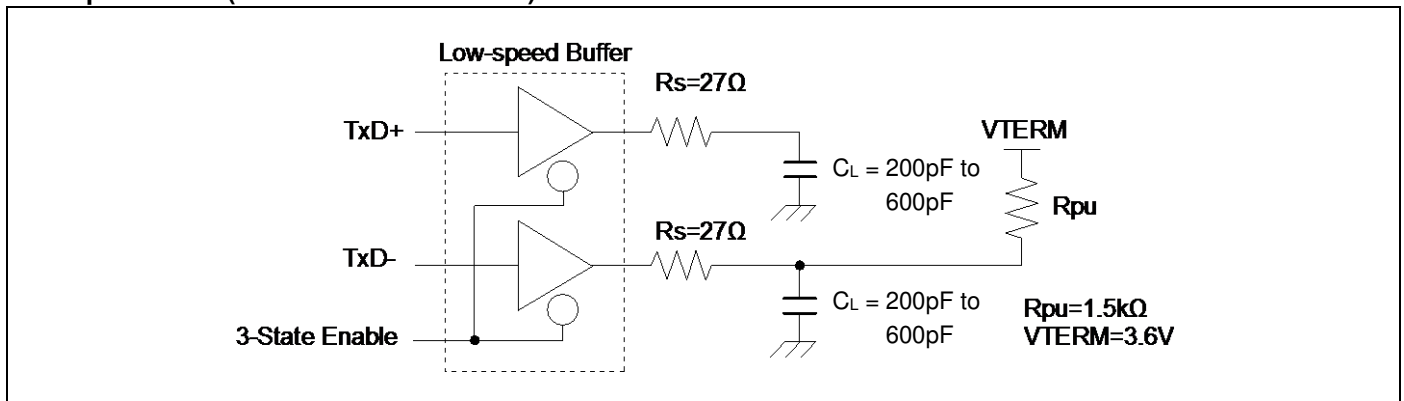 Low-speed Buffer
Rs=27Ω
TxD+
VTERM
CL = 200pF to
600pF
Rpu
Rs=27Ω
TxD-
CL = 200pF to
600pF
Rpu=1.5kΩ
VTERM=3.6V
3-State Enable